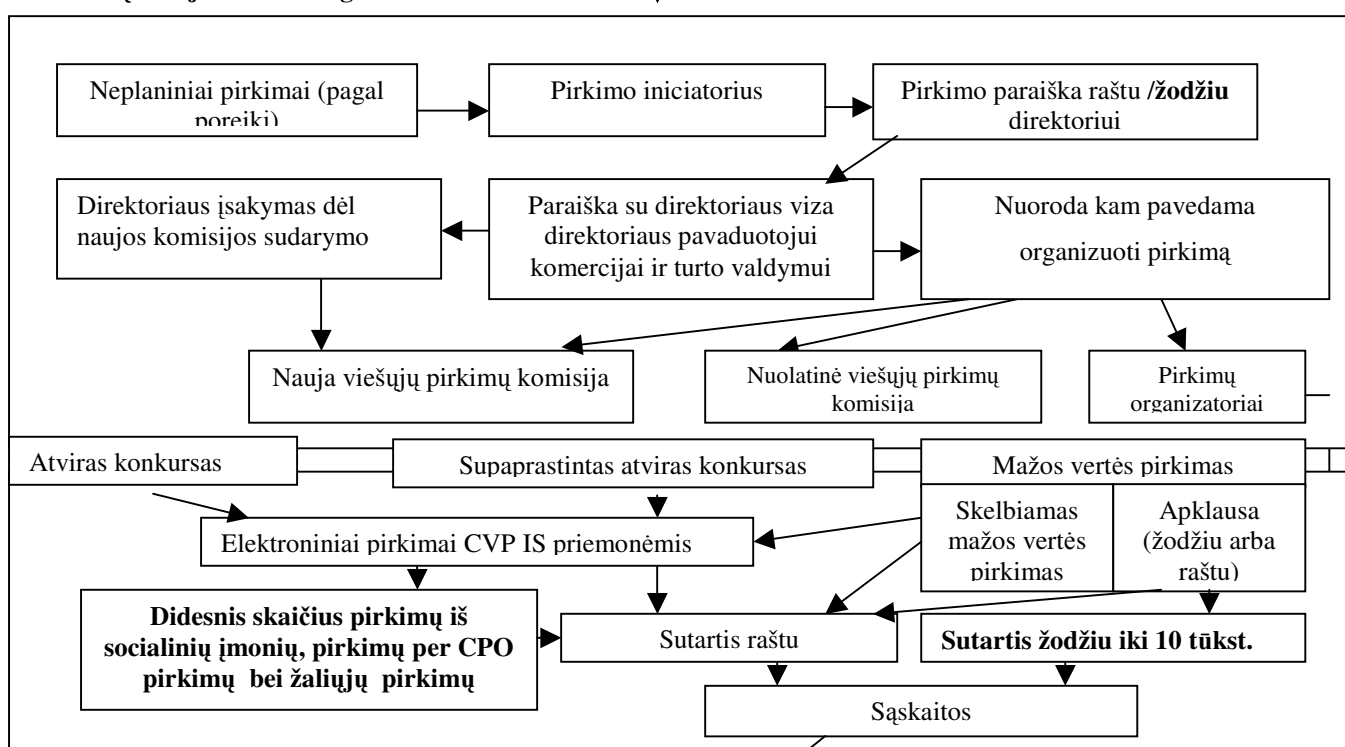 Neplaniniai pirkimai (pagal
poreikį)
Pirkimo iniciatorius
Pirkimo paraiška raštu /žodžiu
direktoriui
Direktoriaus įsakymas dėl
naujos komisijos sudarymo
Paraiška su direktoriaus viza
direktoriaus pavaduotojui
komercijai ir turto valdymui
Nuoroda kam pavedama
organizuoti pirkimą
Nauja viešųjų pirkimų komisija
Nuolatinė viešųjų pirkimų
komisija
Pirkimų
organizatoriai
Atviras konkursas
Supaprastintas atviras konkursas
Mažos vertės pirkimas
Skelbiamas
mažos vertės
pirkimas
Apklausa
(žodžiu arba
raštu)
Elektroniniai pirkimai CVP IS priemonėmis
Didesnis skaičius pirkimų iš
socialinių įmonių, pirkimų per CPO
pirkimų bei žaliųjų pirkimų
Sutartis raštu
Sutartis žodžiu iki 10 tūkst.
Sąskaitos